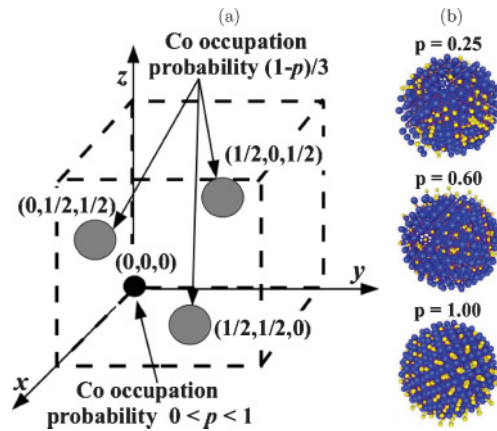 (a)
(b)
z
Co occupation
probability (1-p)/3
(1/2,0,1/2)
(0,1/2,1/2)
(0,0,0)
y
(1/2,1/2,0)
x
Co occupation
probability 0 < p < 1
p = 0.25
p = 0.60
p = 1.00